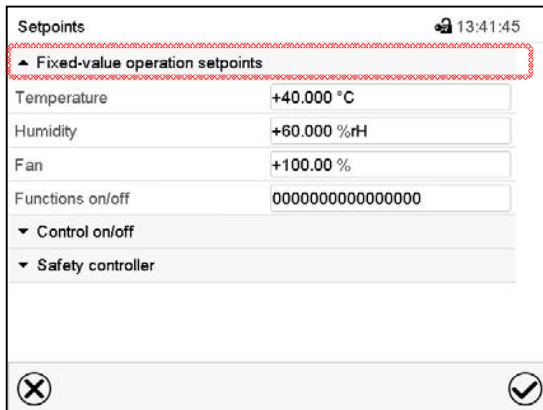 Setpoints 13:41:45
Fixed-value operation setpoints
Temperature +40.000 °C
Humidity +60.000 %rH
Fan +100.00 %
Functions on/off 0000000000000000
Control on/off
Safety controller